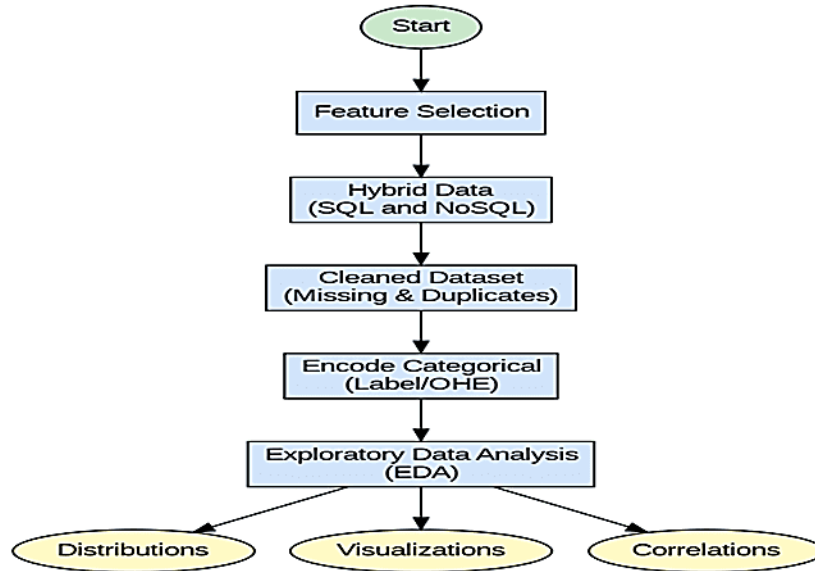 Start
Feature Selection
Hybrid Data
(SQL and NoSQL)
Cleaned Dataset
(Missing & Duplicates)
Encode Categorical
(Label/OHE)
Exploratory Data Analysis
(EDA)
Distributions
Visualizations
Correlations